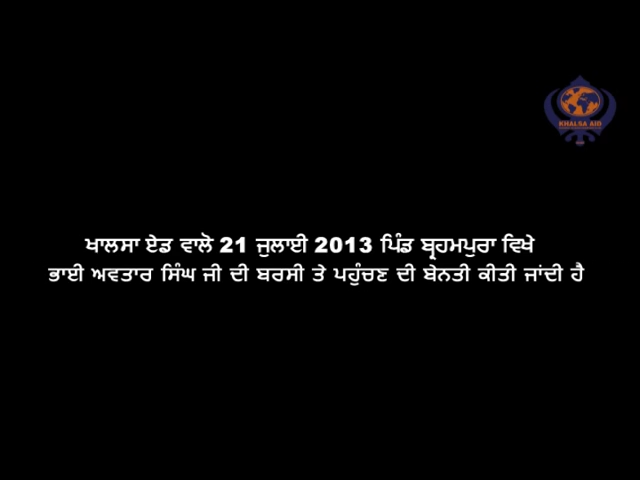 KHALSA AID
ਖਾਲਸਾ ਏਡ ਵਾਲੋ 21 ਜੁਲਾਈ 2013 ਪਿੰਡ ਬ੍ਰਹਮਪੁਰਾ ਵਿਖੇ
ਭਾਈ ਅਵਤਾਰ ਸਿੰਘ ਜੀ ਦੀ ਬਰਸੀ ਤੇ ਪਹੁੰਚਣ ਦੀ ਬੇਨਤੀ ਕੀਤੀ ਜਾਂਦੀ ਹੈ